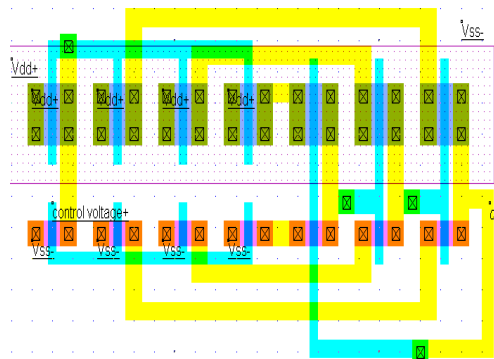 Vss-
Vdd+
Vdd+
Vdd+
Vdd+
Vdd+
control voltage+
Vss-
Vss-
Vss-
Vss-